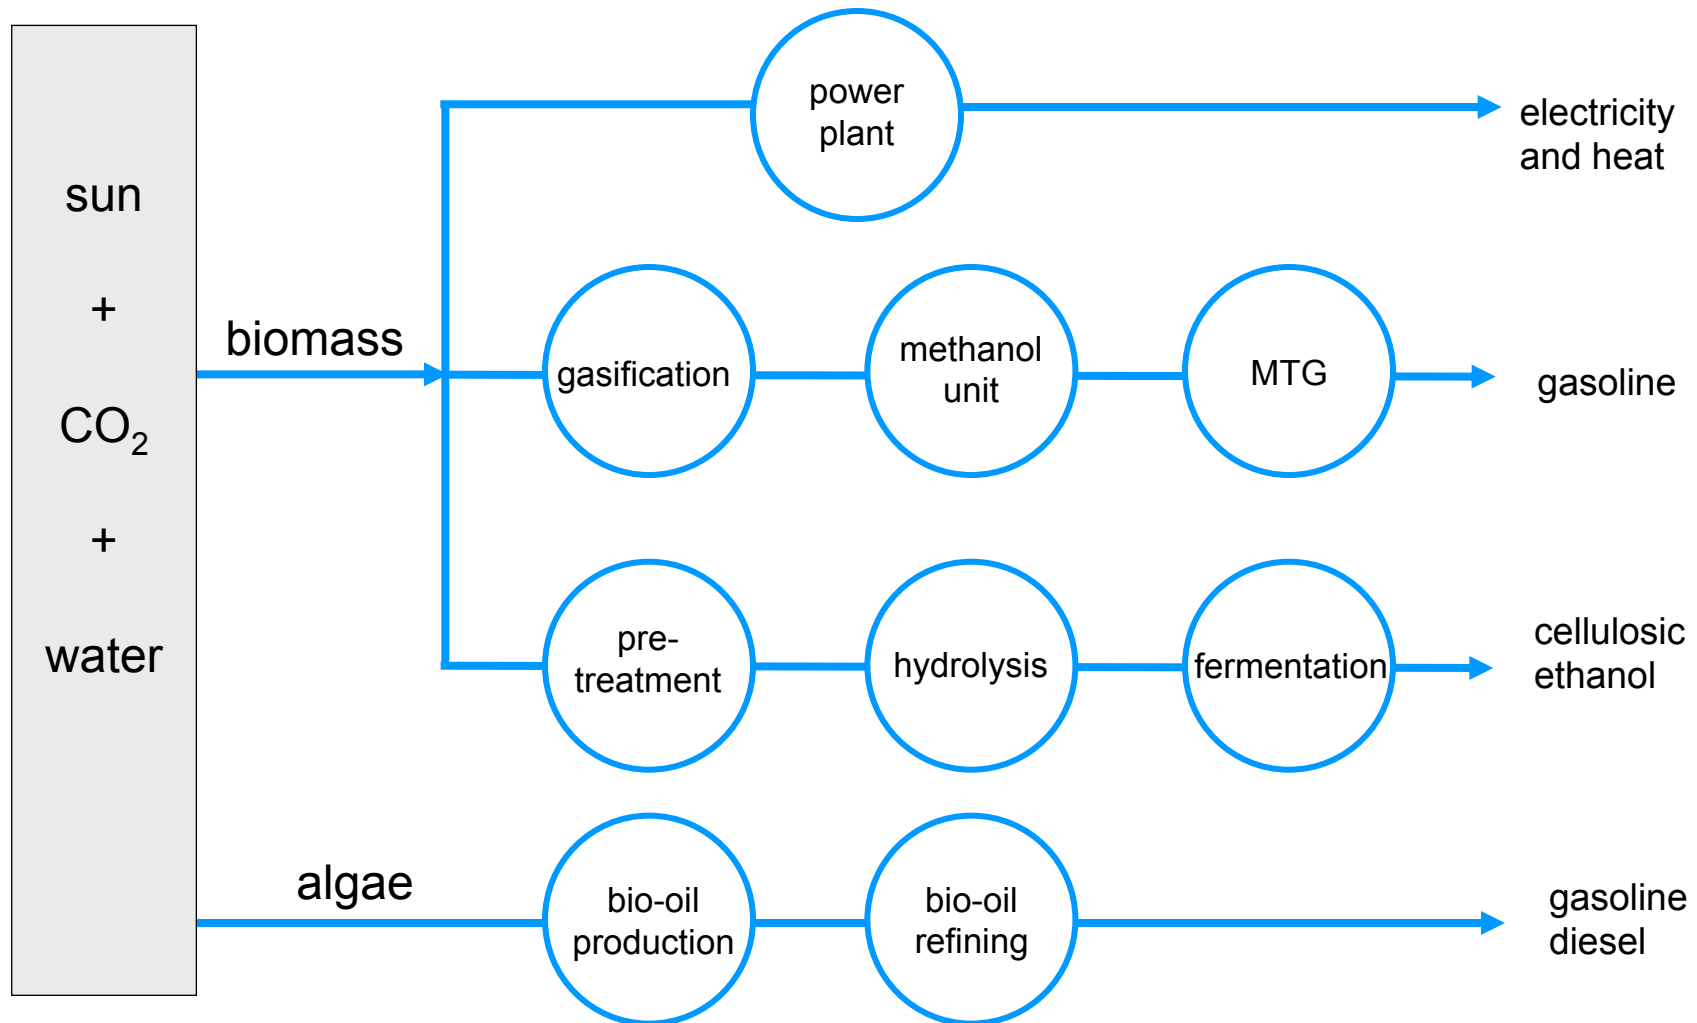 sun
+
CO₂
+
water
biomass
algae
power
plant
electricity
and heat
gasification
methanol
unit
MTG
gasoline
pre-
treatment
hydrolysis
fermentation
cellulosic
ethanol
bio-oil
production
bio-oil
refining
gasoline
diesel